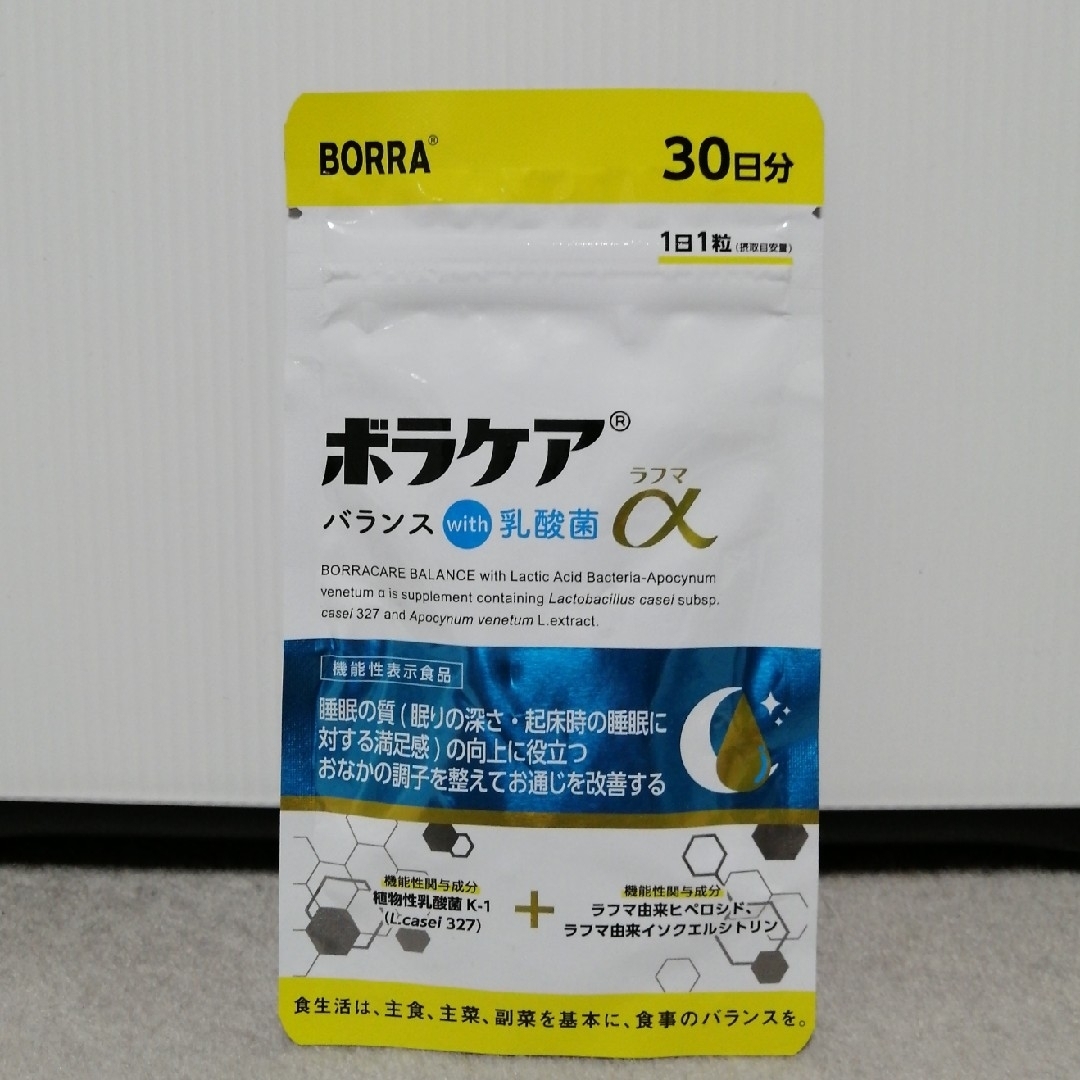 BORRA®
30日分
1日1粒(摂取目安量)
ボラケア®
ラフマ
バランス with 乳酸菌 α
BORRACARE BALANCE with Lactic Acid Bacteria-Apocynum
venetum α is supplement containing Lactobacillus casei subsp.
casei 327 and Apocynum venetum L.extract.
機能性表示食品
睡眠の質(眠りの深さ・起床時の睡眠に
対する満足感)の向上に役立つ
おなかの調子を整えてお通じを改善する
機能性関与成分
植物性乳酸菌 K-1
(L.casei 327)
+
機能性関与成分
ラフマ由来ヒペロシド、
ラフマ由来イソクエルシトリン
食生活は、主食、主菜、副菜を基本に、食事のバランスを。